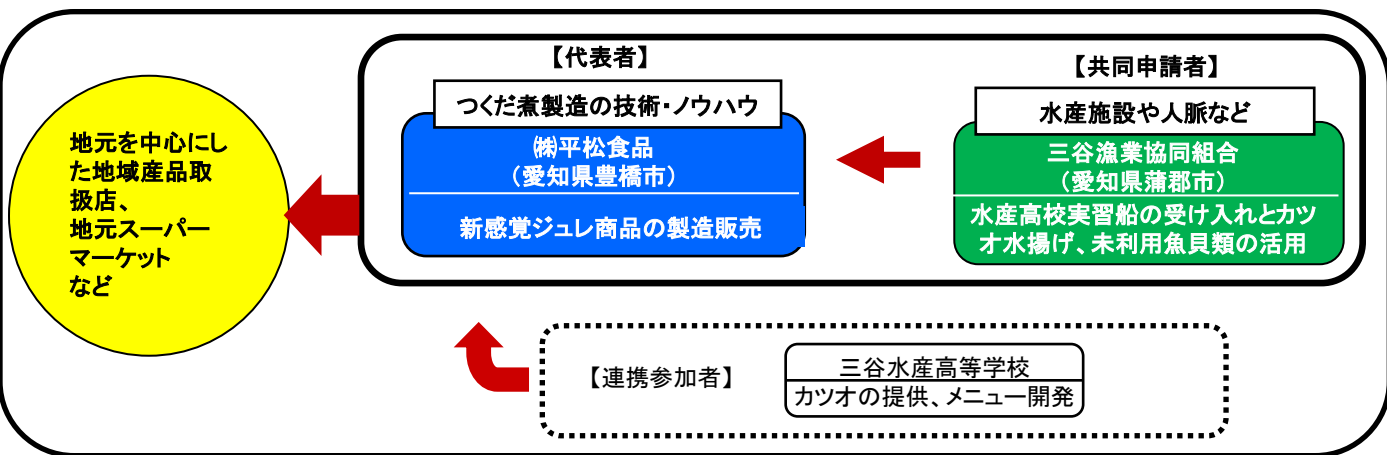 地元を中心にし
た地域産品取
扱店、
地元スーパー
マーケット
など
【代表者】
つくだ煮製造の技術・ノウハウ
㈱平松食品
（愛知県豊橋市）
新感覚ジュレ商品の製造販売
【共同申請者】
水産施設や人脈など
三谷漁業協同組合
（愛知県蒲郡市）
水産高校実習船の受け入れとカツ
オ水揚げ、未利用魚貝類の活用
【連携参加者】
三谷水産高等学校
カツオの提供、メニュー開発